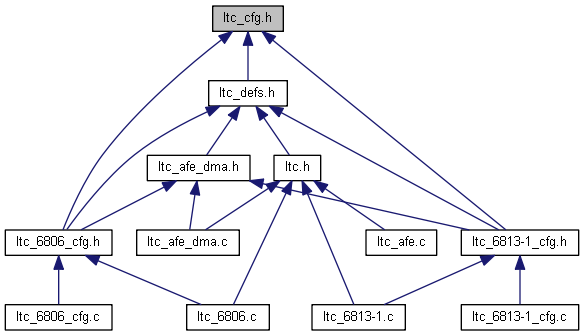 ltc_cfg.h
ltc_defs.h
ltc_afe_dma.h
ltc.h
ltc_6806_cfg.h
ltc_afe_dma.c
ltc_afe.c
ltc_6813-1_cfg.h
ltc_6806_cfg.c
ltc_6806.c
ltc_6813-1.c
ltc_6813-1_cfg.c